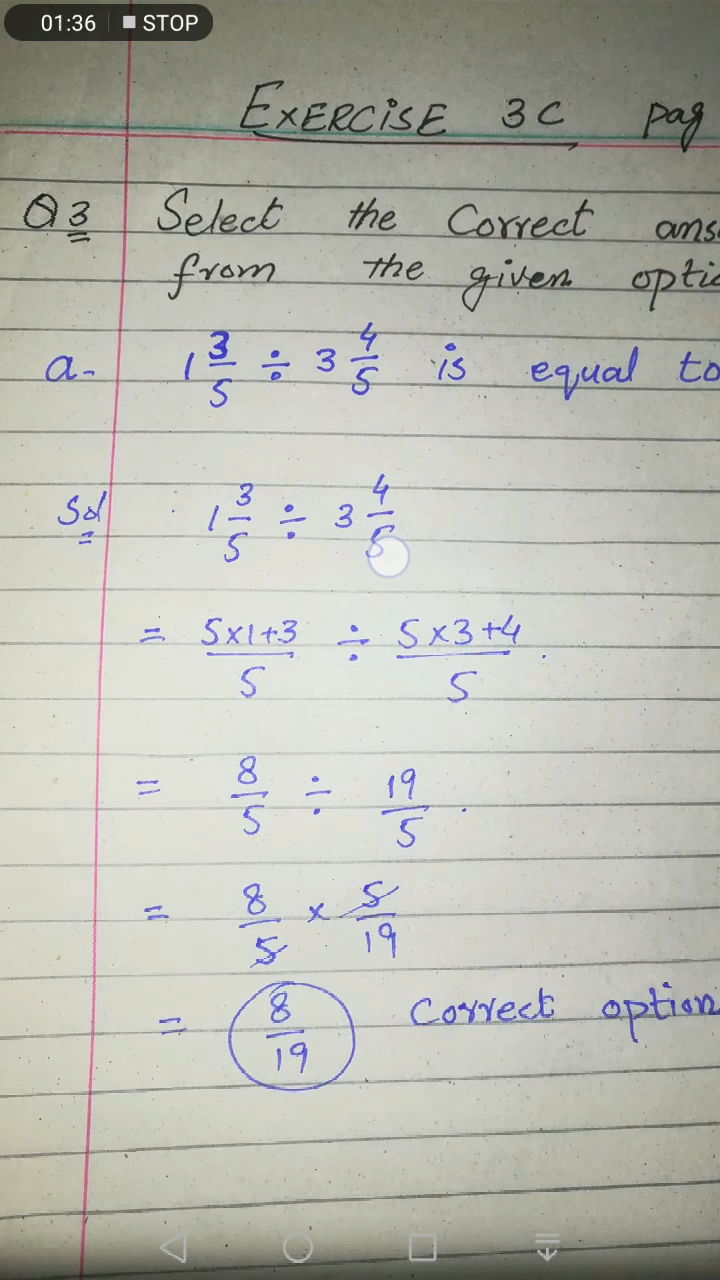 01:36 STOP
EXERCISE 3C pag
Q3 Select the Correct ans
from the given optio
a- 1 3/5 ÷ 3 4/5 is equal to
Sol 1 3/5 ÷ 3 4/5
= 5×1+3/5 ÷ 5×3+4/5.
= 8/5 ÷ 19/5.
= 8/5 × 5/19
= 8/19 Correct option